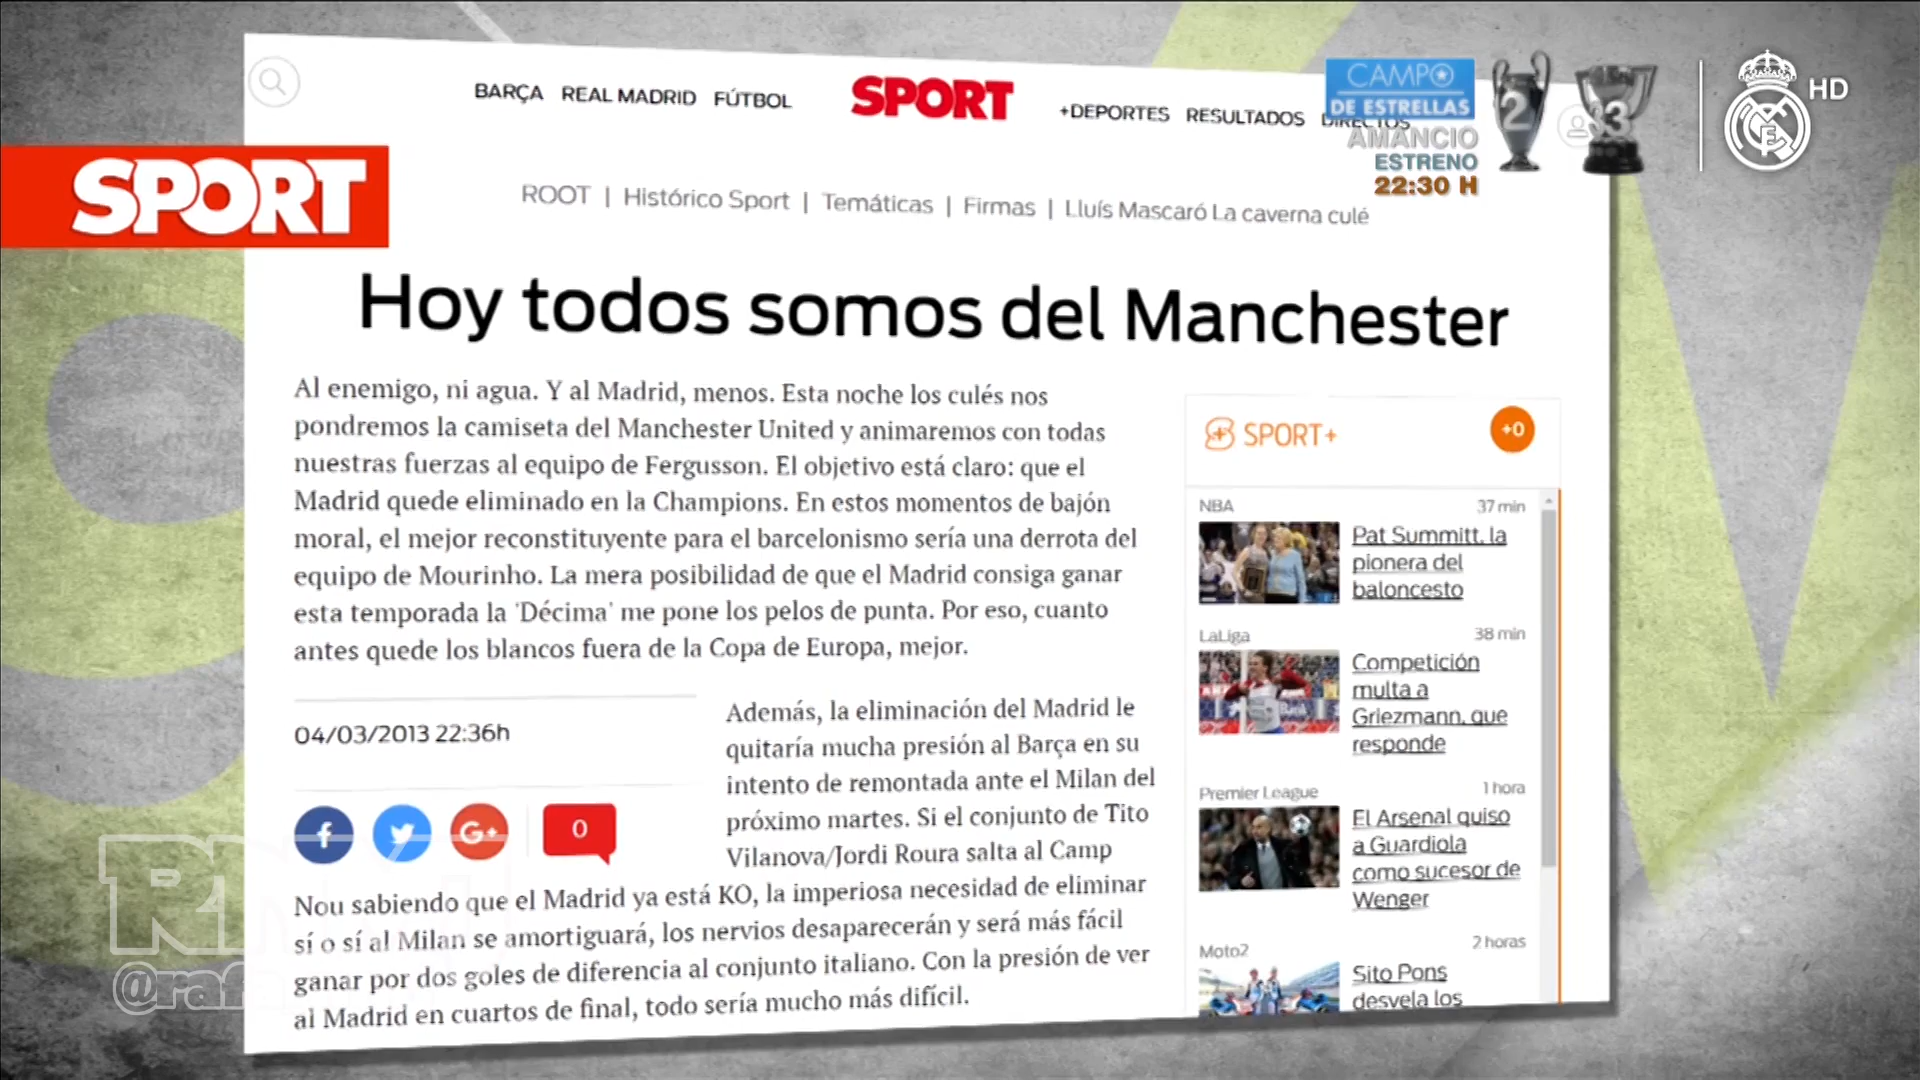 BARÇA REAL MADRID FÚTBOL
SPORT
+DEPORTES RESULTADOS DIRECTOS
CAMPO
DE ESTRELLAS
AMANCIO
ESTRENO
22:30 H
2
3
HD
SPORT
ROOT | Histórico Sport | Temáticas | Firmas | Lluís Mascaró La caverna culé
Hoy todos somos del Manchester
Al enemigo, ni agua. Y al Madrid, menos. Esta noche los culés nos
pondremos la camiseta del Manchester United y animaremos con todas
nuestras fuerzas al equipo de Fergusson. El objetivo está claro: que el
Madrid quede eliminado en la Champions. En estos momentos de bajón
moral, el mejor reconstituyente para el barcelonismo sería una derrota del
equipo de Mourinho. La mera posibilidad de que el Madrid consiga ganar
esta temporada la 'Décima' me pone los pelos de punta. Por eso, cuanto
antes quede los blancos fuera de la Copa de Europa, mejor.
04/03/2013 22:36h
f
G+
0
Además, la eliminación del Madrid le
quitaría mucha presión al Barça en su
intento de remontada ante el Milan del
próximo martes. Si el conjunto de Tito
Vilanova/Jordi Roura salta al Camp
Nou sabiendo que el Madrid ya está KO, la imperiosa necesidad de eliminar
sí o sí al Milan se amortiguará, los nervios desaparecerán y será más fácil
ganar por dos goles de diferencia al conjunto italiano. Con la presión de ver
al Madrid en cuartos de final, todo sería mucho más difícil.
SPORT+
+0
NBA
37 min
Pat Summitt, la
pionera del
baloncesto
LaLiga
38 min
Competición
multa a
Griezmann, que
responde
Premier League
1 hora
El Arsenal quiso
a Guardiola
como sucesor de
Wenger
Moto2
2 horas
Sito Pons
desvela los